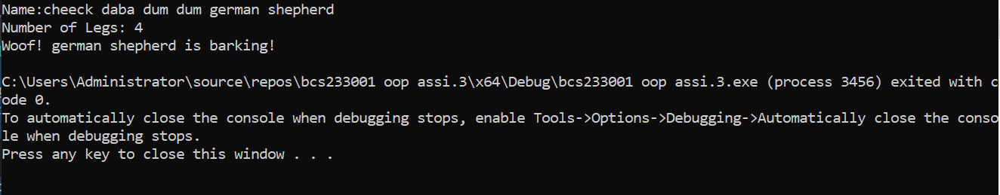 Name:cheeck daba dum dum german shepherd
Number of Legs: 4
Woof! german shepherd is barking!
C:\Users\Administrator\source\repos\bcs233001 oop assi.3\x64\Debug\bcs233001 oop assi.3.exe (process 3456) exited with c
ode 0.
To automatically close the console when debugging stops, enable Tools->Options->Debugging->Automatically close the conso
le when debugging stops.
Press any key to close this window . . .